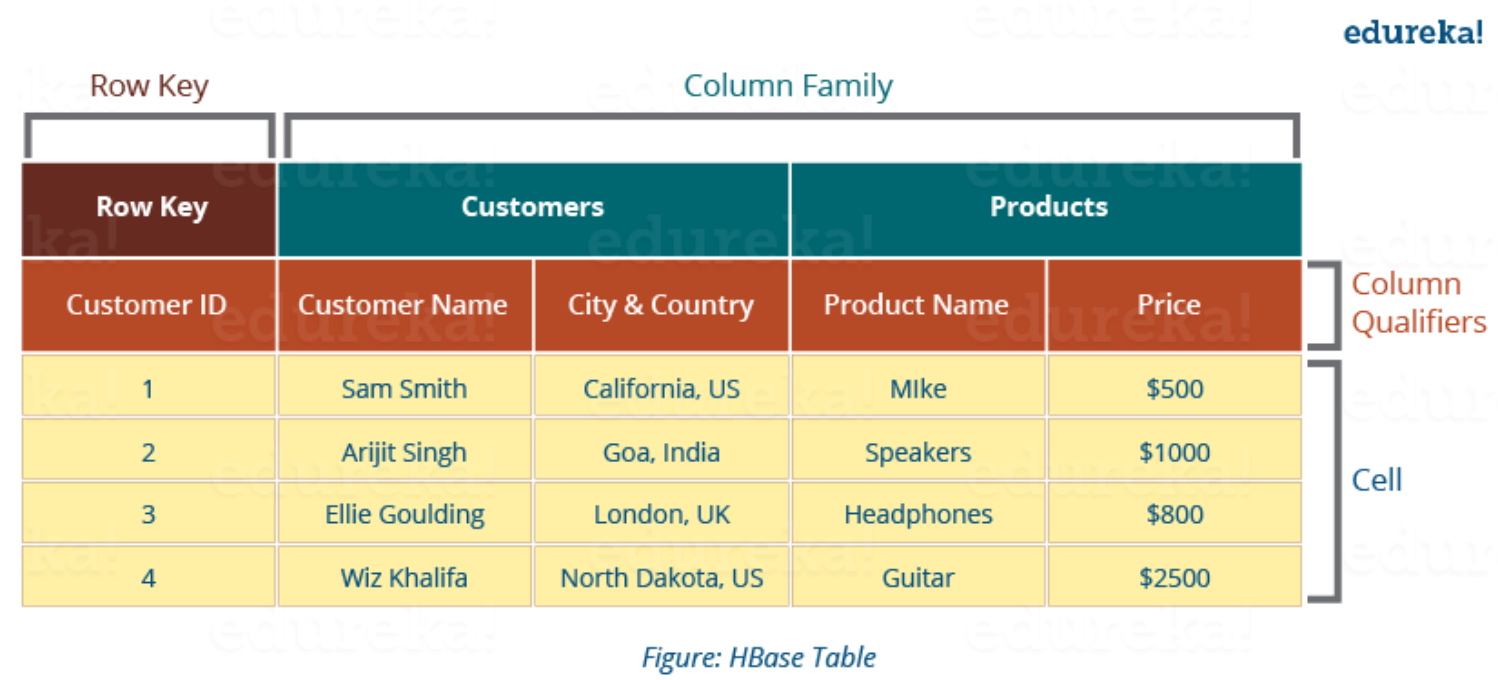 edureka!
Row Key Column Family
Row Key Customers Products
Customer ID Customer Name City & Country Product Name Price
Column
Qualifiers
1 Sam Smith California, US MIke $500
2 Arijit Singh Goa, India Speakers $1000
Cell
3 Ellie Goulding London, UK Headphones $800
4 Wiz Khalifa North Dakota, US Guitar $2500
Figure: HBase Table